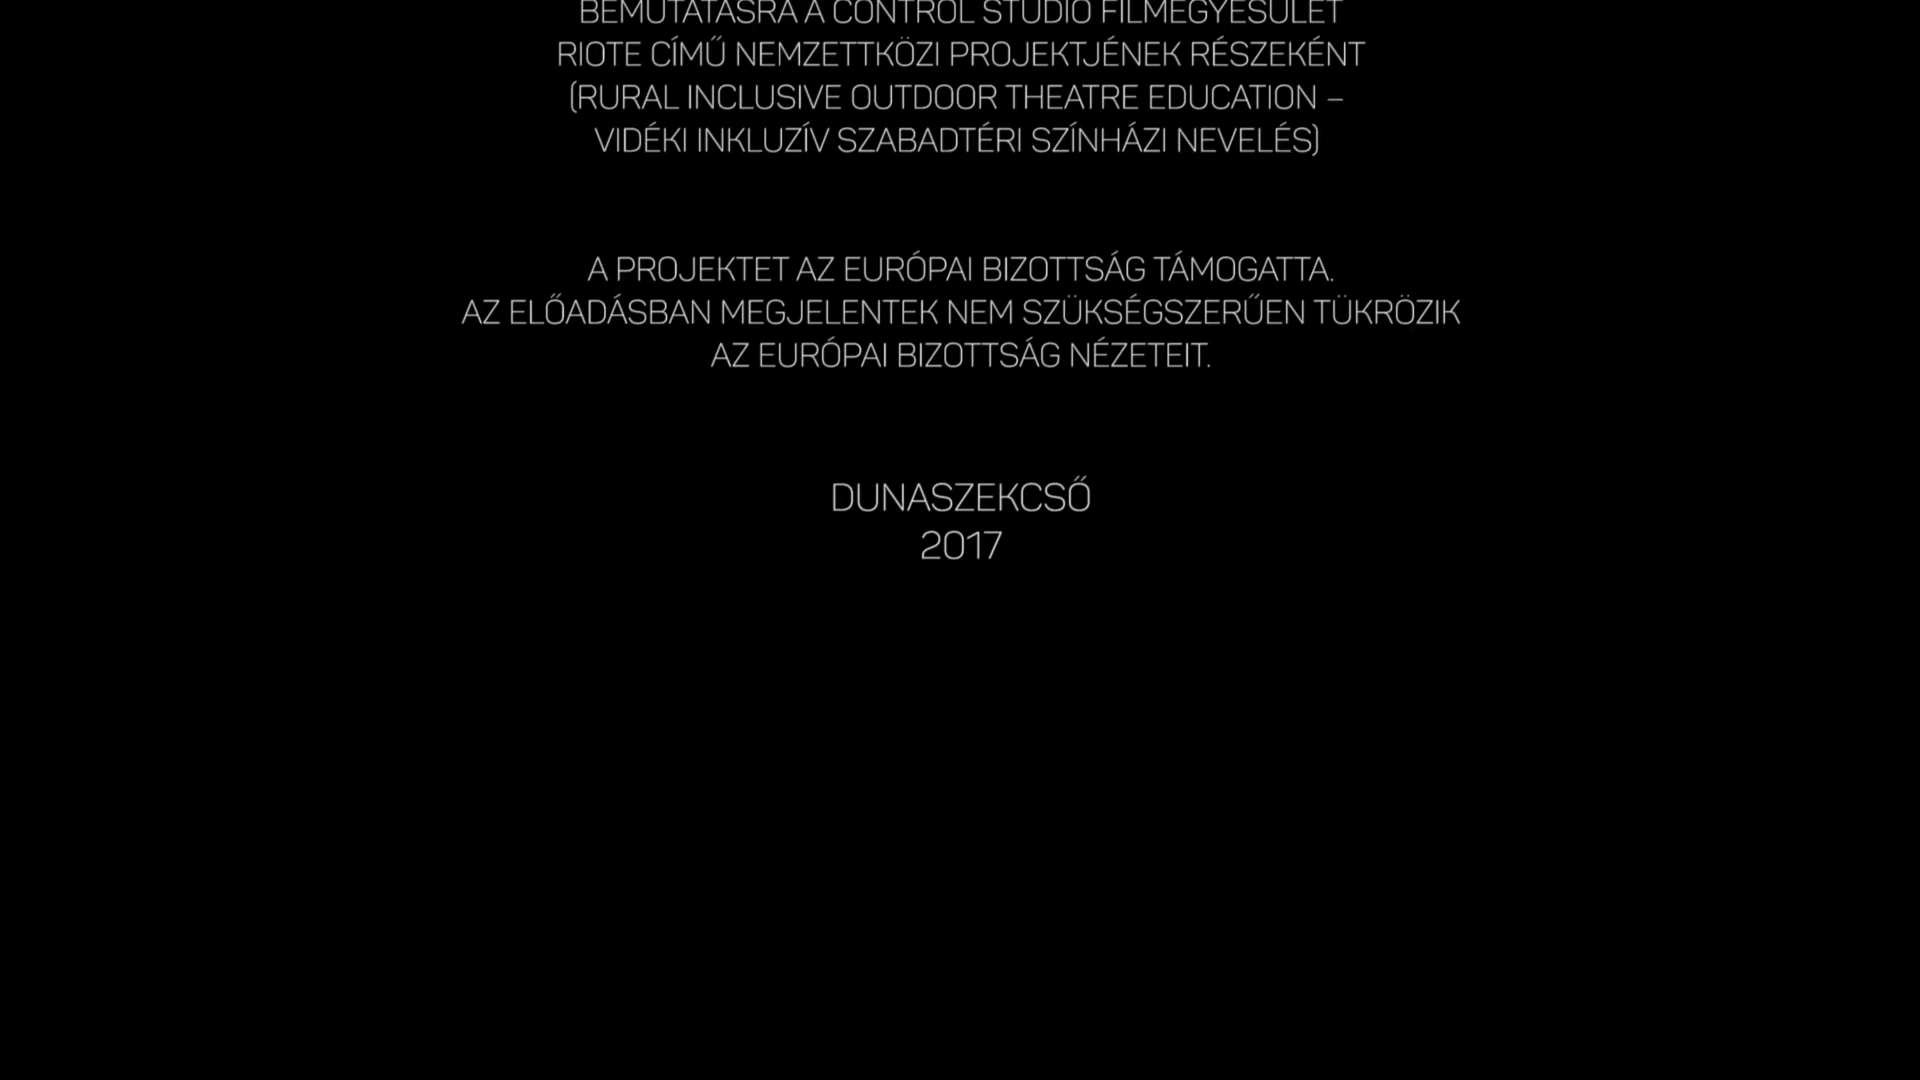 BEMUTATÁSRA A CONTROL STUDIO FILMEGYESÜLET
RIOTE CÍMŰ NEMZETTKÖZI PROJEKTJÉNEK RÉSZEKÉNT
(RURAL INCLUSIVE OUTDOOR THEATRE EDUCATION –
VIDÉKI INKLUZÍV SZABADTÉRI SZÍNHÁZI NEVELÉS)
A PROJEKTET AZ EURÓPAI BIZOTTSÁG TÁMOGATTA.
AZ ELŐADÁSBAN MEGJELENTEK NEM SZÜKSÉGSZERŰEN TÜKRÖZIK
AZ EURÓPAI BIZOTTSÁG NÉZETEIT.
DUNASZEKCSŐ
2017